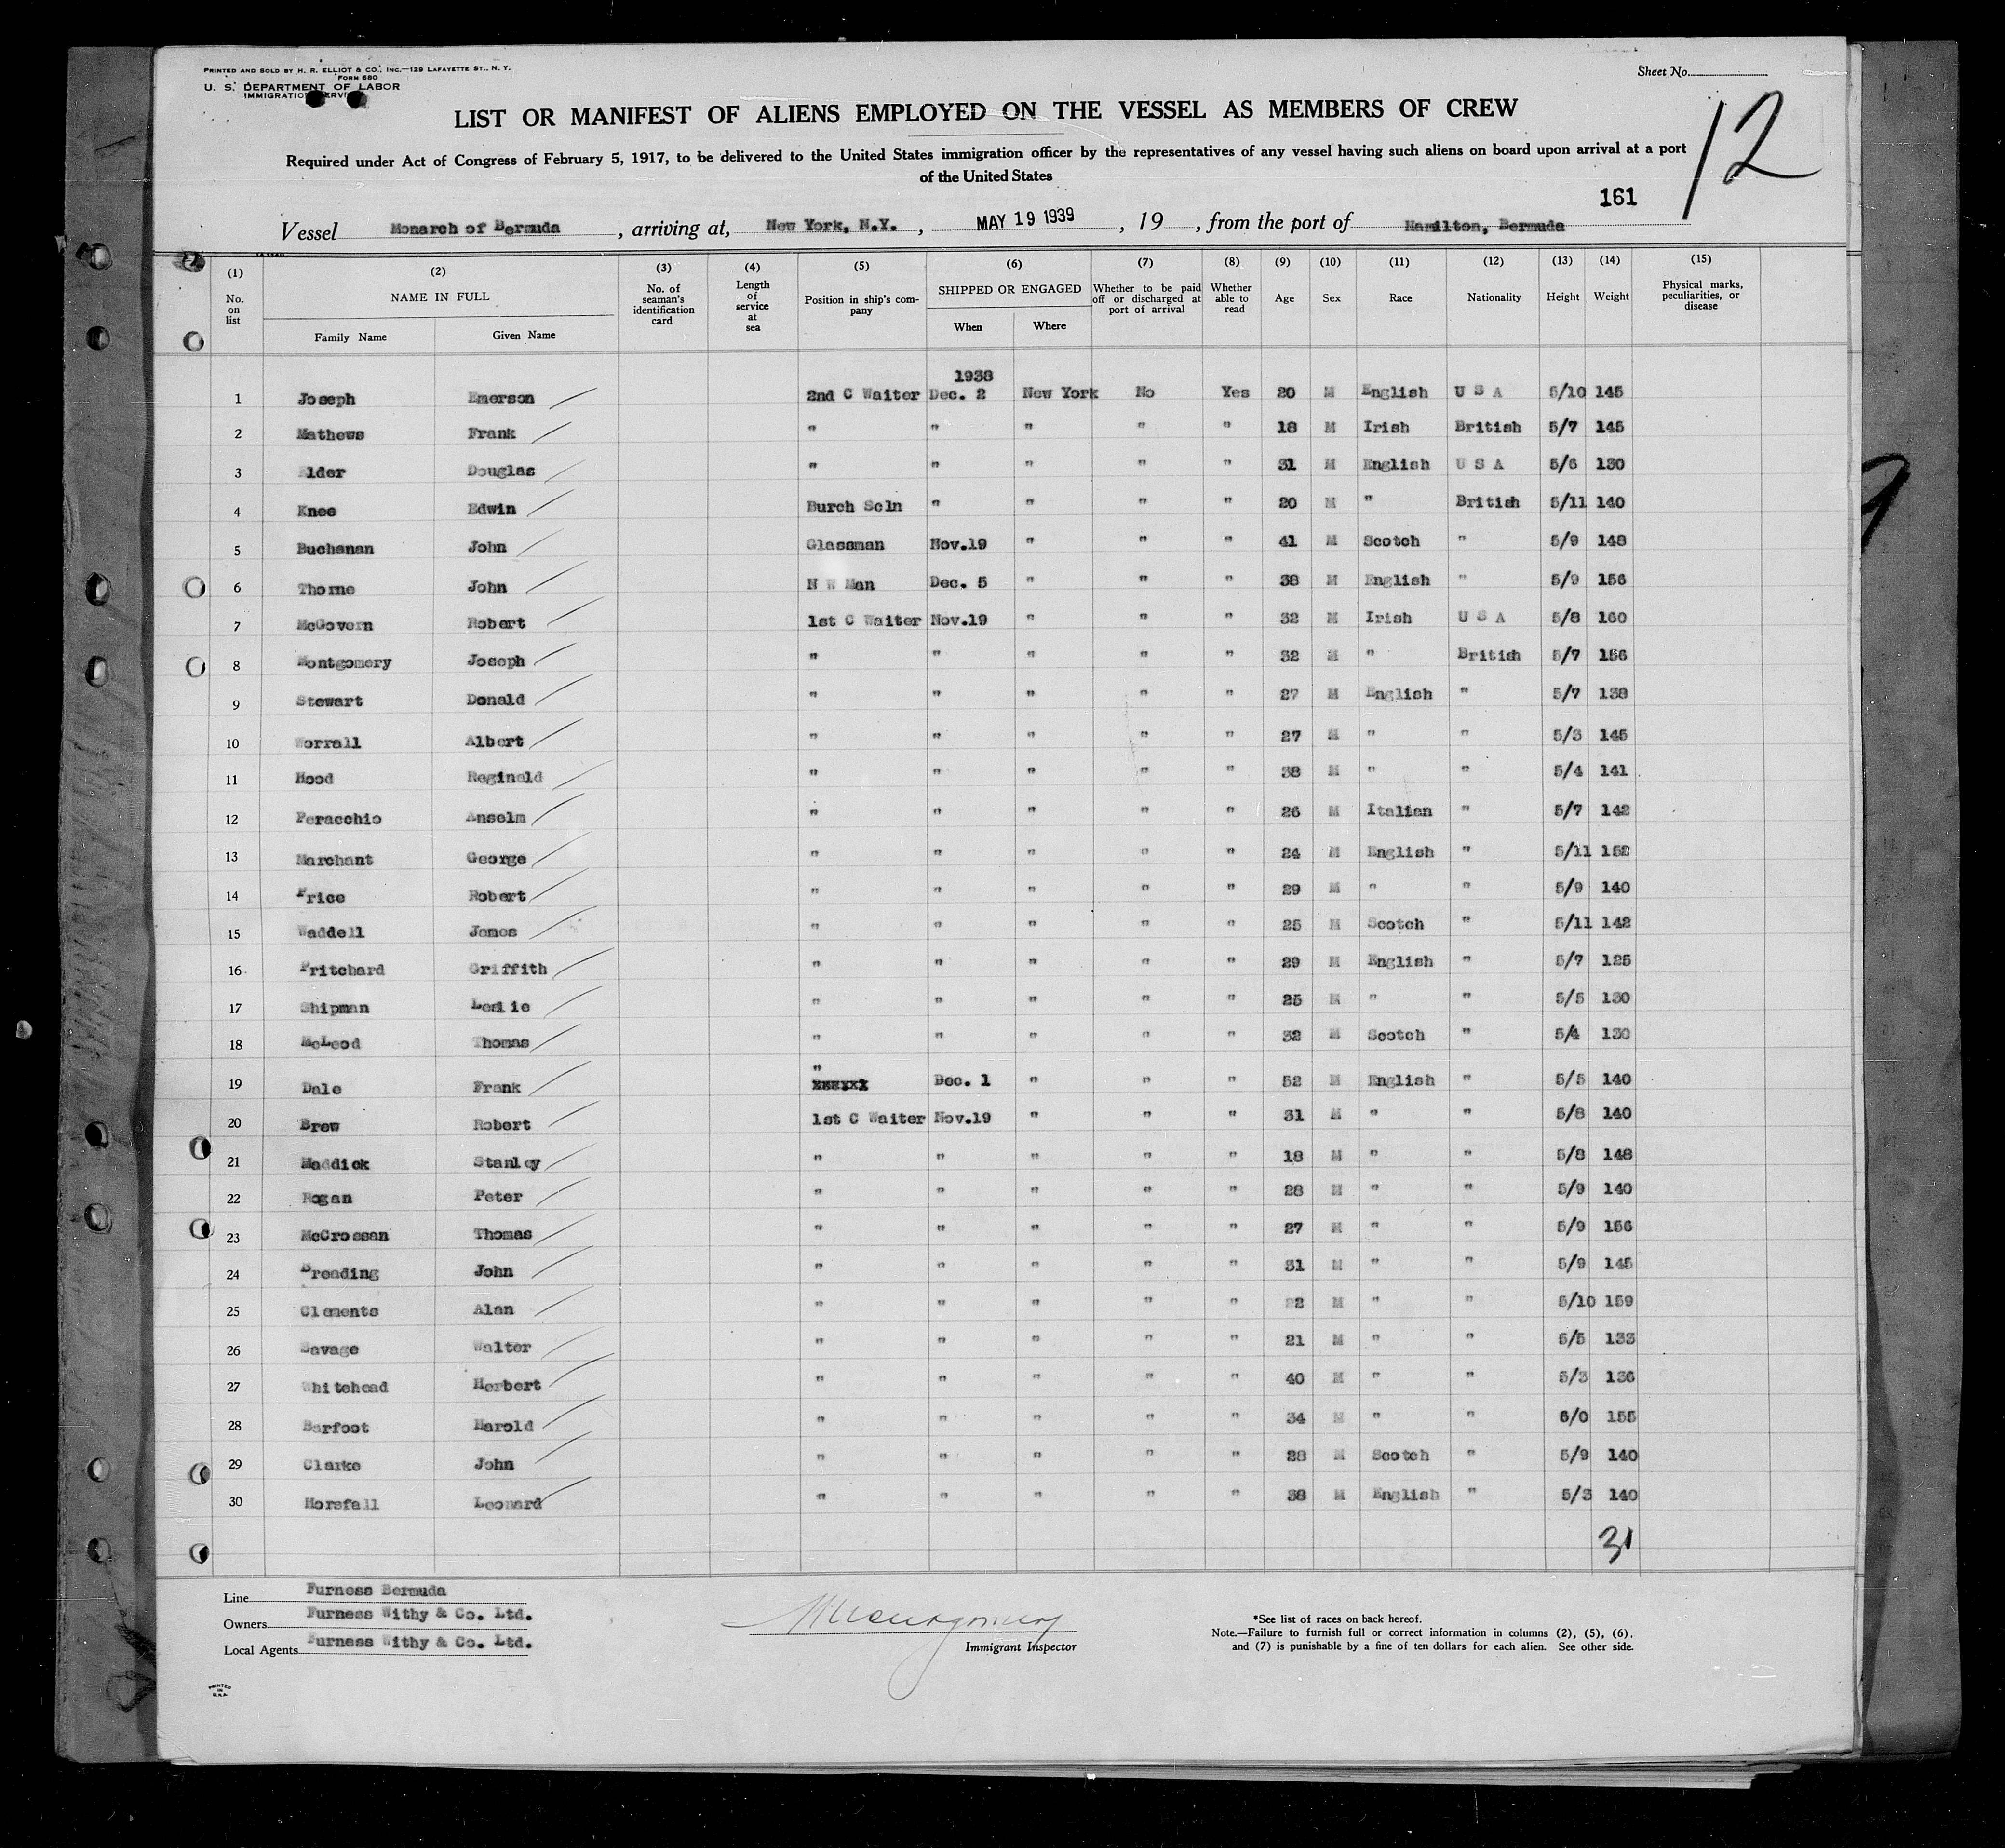 PRINTED AND SOLD BY H. R. ELLIOT & CO., INC.—129 LAFAYETTE ST., N. Y.
FORM 680
U. S. DEPARTMENT OF LABOR
IMMIGRATION SERVICE
Sheet No.
LIST OR MANIFEST OF ALIENS EMPLOYED ON THE VESSEL AS MEMBERS OF CREW
12
Required under Act of Congress of February 5, 1917, to be delivered to the United States immigration officer by the representatives of any vessel having such aliens on board upon arrival at a port
of the United States
161
Vessel Monarch of Bermuda, arriving at, New York, N.Y., MAY 19 1939, 19 , from the port of Hamilton, Bermuda
(1) (2) (3) (4) (5) (6) (7) (8) (9) (10) (11) (12) (13) (14) (15)
No. on list NAME IN FULL Family Name Given Name No. of seaman's identification card Length of service at sea Position in ship's company SHIPPED OR ENGAGED When Where Whether to be paid off or discharged at port of arrival Whether able to read Age Sex Race Nationality Height Weight Physical marks, peculiarities, or disease
1938
1 Joseph Emerson 2nd C Waiter Dec. 2 New York No Yes 20 M English U S A 5/10 145
2 Mathews Frank " " " " " 18 M Irish British 5/7 145
3 Elder Douglas " " " " " 31 M English U S A 5/6 130
4 Knee Edwin Burch Scln " " " " 20 M " British 5/11 140
5 Buchanan John Glassman Nov.19 " " " 41 M Scotch " 5/9 148
6 Thorne John N W Man Dec. 5 " " " 38 M English " 5/9 156
7 McGovern Robert 1st C Waiter Nov.19 " " " 32 M Irish U S A 5/8 160
8 Montgomery Joseph " " " " " 32 M " British 5/7 156
9 Stewart Donald " " " " " 27 M English " 5/7 138
10 Worrall Albert " " " " " 27 M " " 5/3 145
11 Hood Reginald " " " " " 38 M " " 5/4 141
12 Peracchio Anselm " " " " " 26 M Italian " 5/7 142
13 Marchant George " " " " " 24 M English " 5/11 152
14 Price Robert " " " " " 29 M " " 5/9 140
15 Waddell James " " " " " 25 M Scotch " 5/11 142
16 Pritchard Griffith " " " " " 29 M English " 5/7 125
17 Shipman Leslie " " " " " 25 M " " 5/5 130
18 McLeod Thomas " " " " " 32 M Scotch " 5/4 130
19 Dale Frank " Dec. 1 " " " 52 M English " 5/5 140
20 Brew Robert 1st C Waiter Nov.19 " " " 31 M " " 5/8 140
21 Maddick Stanley " " " " " 18 M " " 5/8 148
22 Rogan Peter " " " " " 28 M " " 5/9 140
23 McCrossan Thomas " " " " " 27 M " " 5/9 156
24 Breading John " " " " " 31 M " " 5/9 145
25 Clements Alan " " " " " M " " 5/10 159
26 Savage Walter " " " " " 21 M " " 5/5 133
27 Whitehead Herbert " " " " " 40 M " " 5/3 136
28 Barfoot Harold " " " " " 34 M " " 6/0 155
29 Clarke John " " " " " 28 M Scotch " 5/9 140
30 Horsfall Leonard " " " " " 38 M English " 5/3 140
31
Line Furness Bermuda
Owners Furness Withy & Co. Ltd.
Local Agents Furness Withy & Co. Ltd.
Immigrant Inspector
*See list of races on back hereof.
Note.—Failure to furnish full or correct information in columns (2), (5), (6),
and (7) is punishable by a fine of ten dollars for each alien. See other side.
PRINTED
IN
U.S.A.